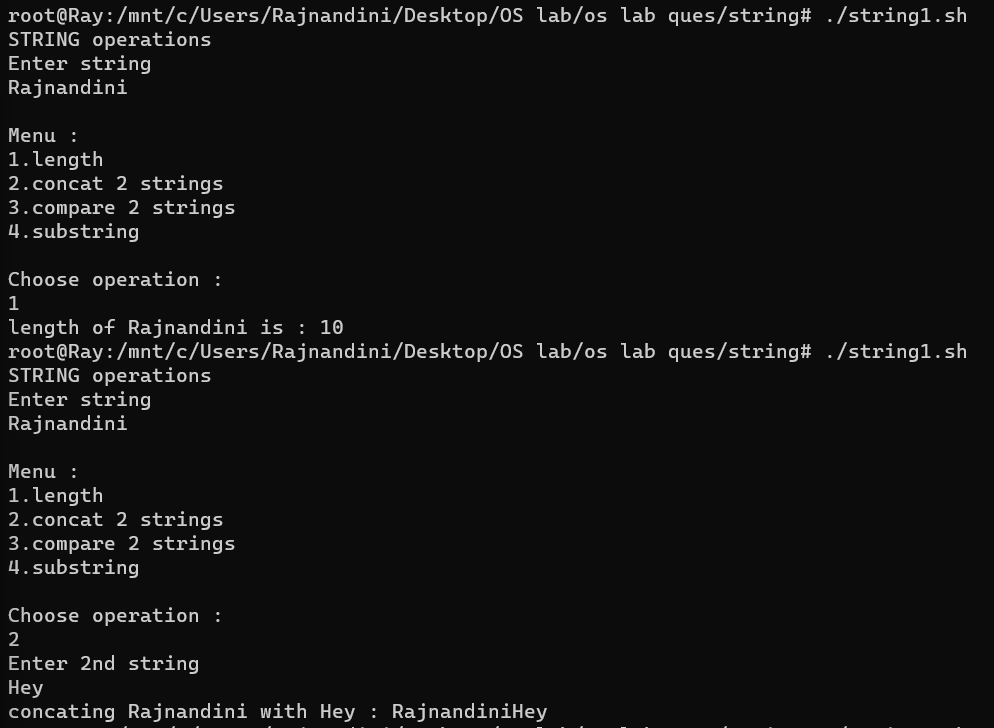 root@Ray:/mnt/c/Users/Rajnandini/Desktop/OS lab/os lab ques/string# ./string1.sh
STRING operations
Enter string
Rajnandini
Menu :
1.length
2.concat 2 strings
3.compare 2 strings
4.substring
Choose operation :
1
length of Rajnandini is : 10
root@Ray:/mnt/c/Users/Rajnandini/Desktop/OS lab/os lab ques/string# ./string1.sh
STRING operations
Enter string
Rajnandini
Menu :
1.length
2.concat 2 strings
3.compare 2 strings
4.substring
Choose operation :
2
Enter 2nd string
Hey
concating Rajnandini with Hey : RajnandiniHey